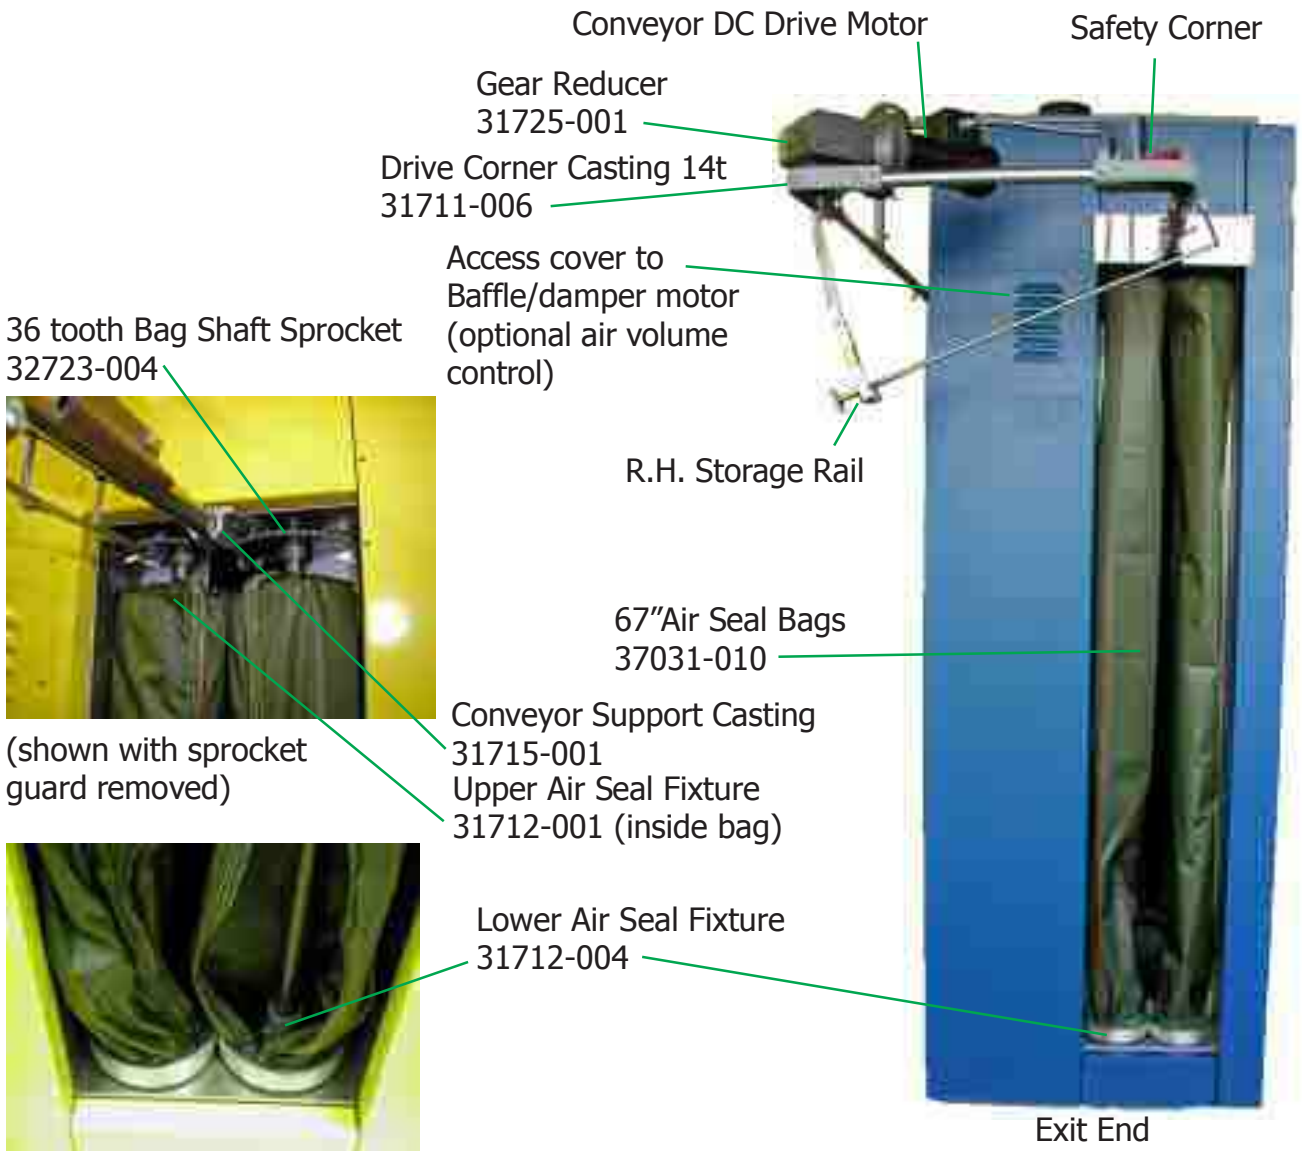 Conveyor DC Drive Motor
Safety Corner
Gear Reducer
31725-001
Drive Corner Casting 14t
31711-006
Access cover to
Baffle/damper motor
(optional air volume
control)
36 tooth Bag Shaft Sprocket
32723-004
R.H. Storage Rail
67”Air Seal Bags
37031-010
Conveyor Support Casting
31715-001
(shown with sprocket
guard removed)
Upper Air Seal Fixture
31712-001 (inside bag)
Lower Air Seal Fixture
31712-004
Exit End